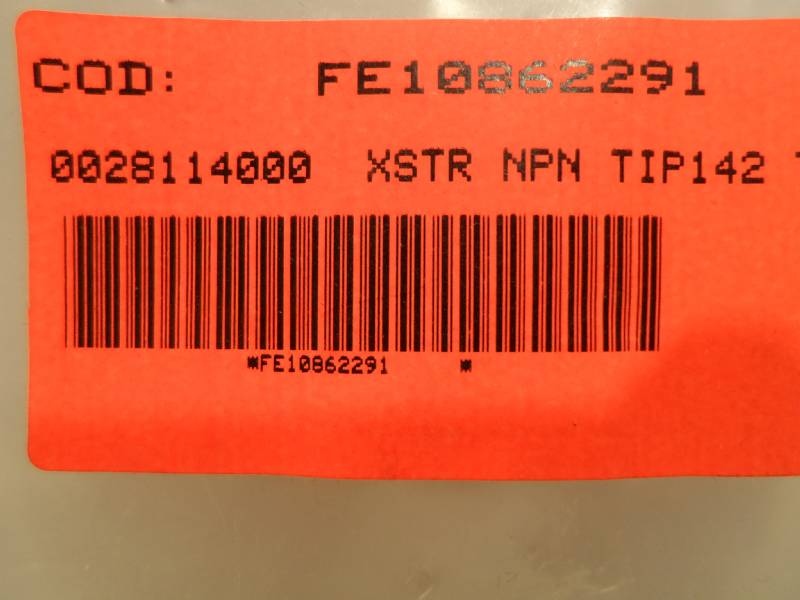 COD: FE10862291
0028114000 XSTR NPN TIP142
*FE10862291 *